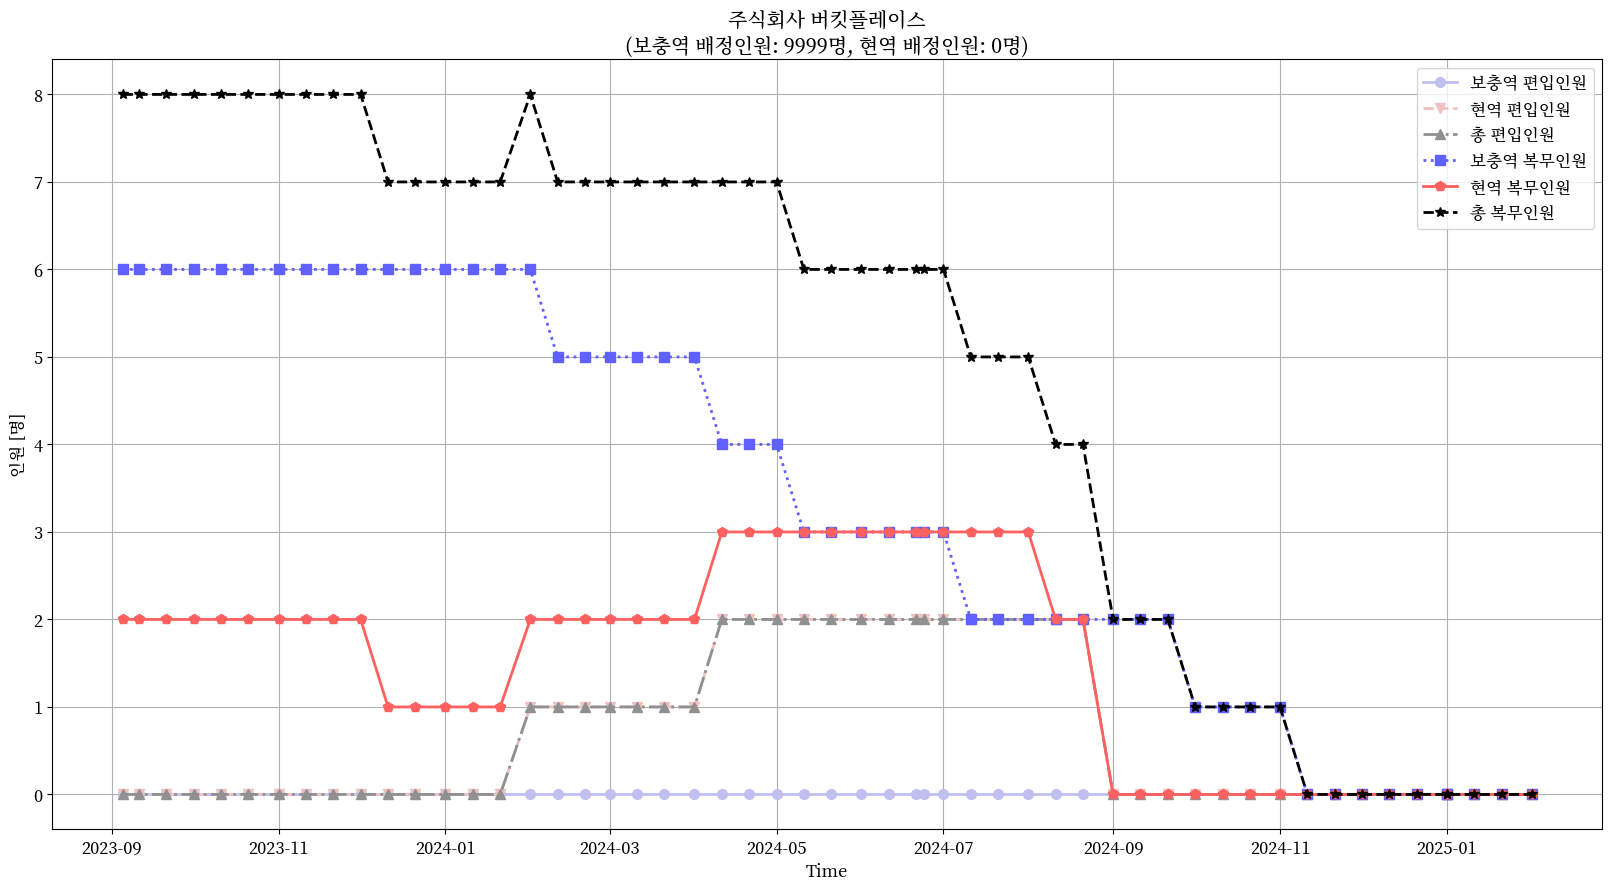 주식회사 버킷플레이스
(보충역 배정인원: 9999명, 현역 배정인원: 0명)
보충역 편입인원
현역 편입인원
총 편입인원
보충역 복무인원
현역 복무인원
총 복무인원
인원 [명]
8
7
6
5
4
3
2
1
0
2023-09
2023-11
2024-01
2024-03
2024-05
2024-07
2024-09
2024-11
2025-01
Time